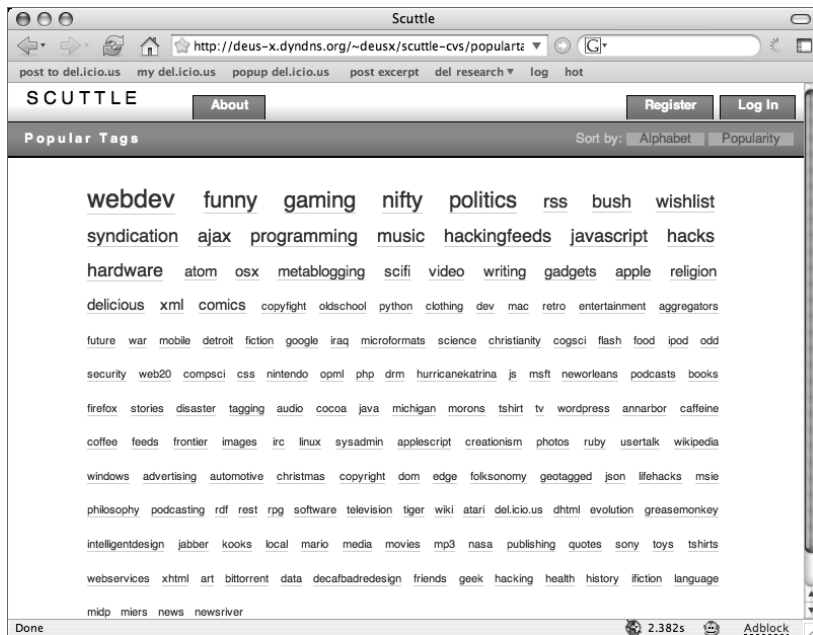 Scuttle
http://deus-x.dyndns.org/~deusx/scuttle-cvs/popularta
G
post to del.icio.us my del.icio.us popup del.icio.us post excerpt del research log hot
SCUTTLE About Register Log In
Popular Tags Sort by: Alphabet Popularity
webdev funny gaming nifty politics rss bush wishlist
syndication ajax programming music hackingfeeds javascript hacks
hardware atom osx metablogging scifi video writing gadgets apple religion
delicious xml comics copyfight oldschool python clothing dev mac retro entertainment aggregators
future war mobile detroit fiction google iraq microformats science christianity cogsci flash food ipod odd
security web20 compsci css nintendo opml php drm hurricanekatrina js msft neworleans podcasts books
firefox stories disaster tagging audio cocoa java michigan morons tshirt tv wordpress annarbor caffeine
coffee feeds frontier images irc linux sysadmin applescript creationism photos ruby usertalk wikipedia
windows advertising automotive christmas copyright dom edge folksonomy geotagged json lifehacks msie
philosophy podcasting rdf rest rpg software television tiger wiki atari del.icio.us dhtml evolution greasemonkey
intelligentdesign jabber kooks local mario media movies mp3 nasa publishing quotes sony toys tshirts
webservices xhtml art bittorrent data decafbadredesign friends geek hacking health history ifiction language
midp miers news newsriver
Done 2.382s Adblock